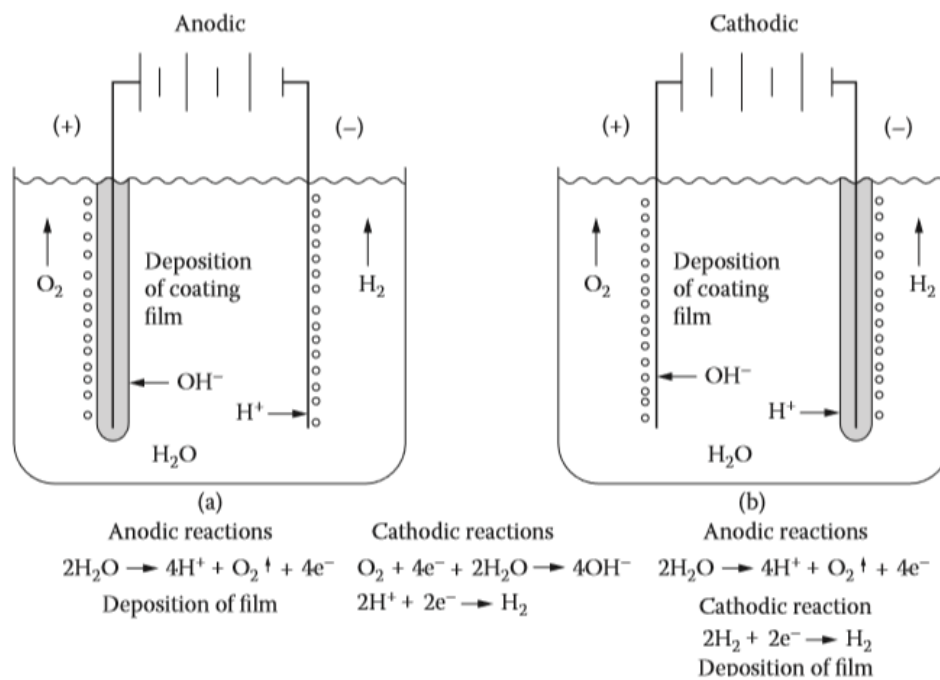 Anodic
(+)
(–)
O₂
Deposition
of coating
film
H₂
OH⁻
H⁺
H₂O
(a)
Cathodic
(+)
(–)
O₂
Deposition
of coating
film
H₂
OH⁻
H⁺
H₂O
(b)
Anodic reactions
2H₂O → 4H⁺ + O₂↑ + 4e⁻
Deposition of film
Cathodic reactions
O₂ + 4e⁻ + 2H₂O → 4OH⁻
2H⁺ + 2e⁻ → H₂
Anodic reactions
2H₂O → 4H⁺ + O₂↑ + 4e⁻
Cathodic reaction
2H₂ + 2e⁻ → H₂
Deposition of film